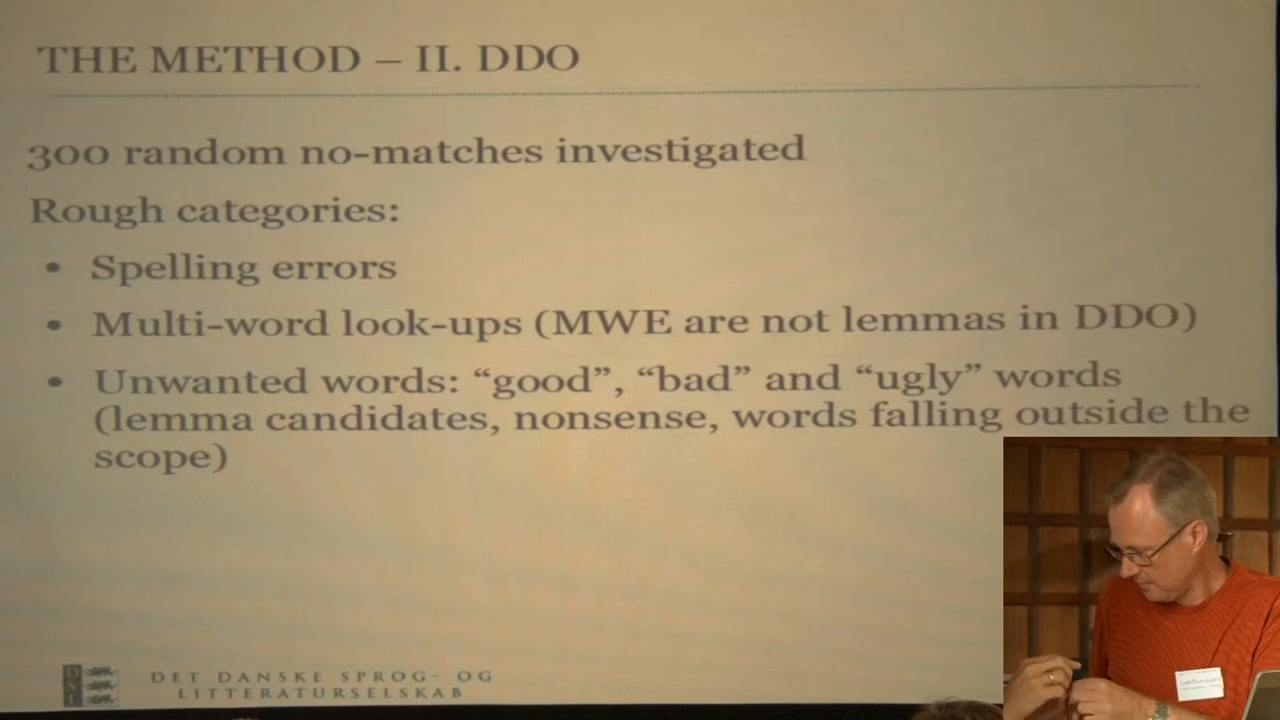 THE METHOD – II. DDO
300 random no-matches investigated
Rough categories:
• Spelling errors
• Multi-word look-ups (MWE are not lemmas in DDO)
• Unwanted words: “good”, “bad” and “ugly” words
(lemma candidates, nonsense, words falling outside the
scope)
DET DANSKE SPROG- OG
LITTERATURSELSKAB